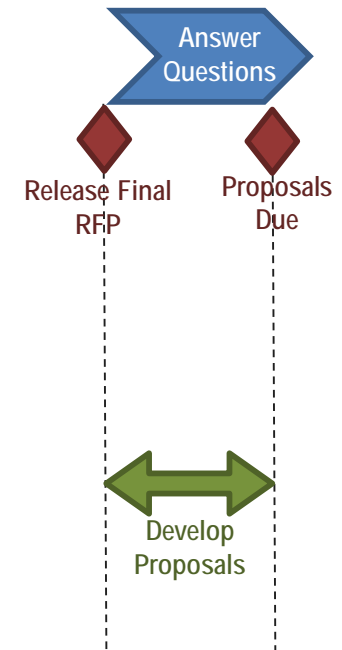 Answer
Questions
Release Final
RFP
Proposals
Due
Develop
Proposals